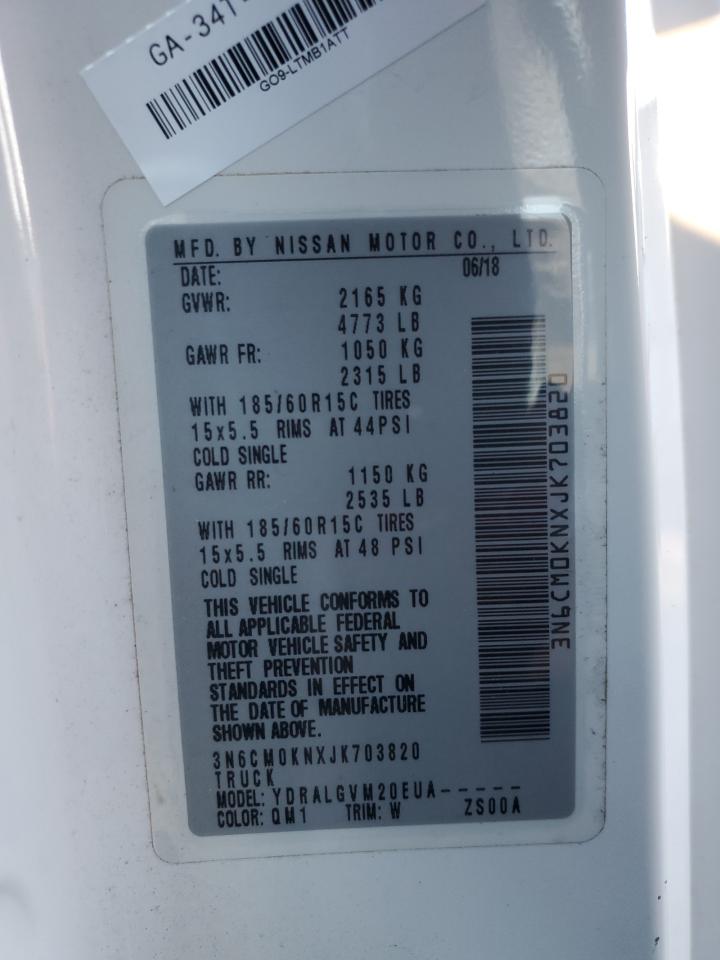 GA-341
GO9-LTMB1ATT
MFD. BY NISSAN MOTOR CO., LTD.
DATE: 06/18
GVWR: 2165 KG
4773 LB
GAWR FR: 1050 KG
2315 LB
WITH 185/60R15C TIRES
15x5.5 RIMS AT 44PSI
COLD SINGLE
GAWR RR: 1150 KG
2535 LB
WITH 185/60R15C TIRES
15x5.5 RIMS AT 48 PSI
COLD SINGLE
THIS VEHICLE CONFORMS TO
ALL APPLICABLE FEDERAL
MOTOR VEHICLE SAFETY AND
THEFT PREVENTION
STANDARDS IN EFFECT ON
THE DATE OF MANUFACTURE
SHOWN ABOVE.
3N6CM0KNXJK703820
TRUCK
MODEL: YDRALGVM20EUA-----
COLOR: QM1 TRIM: W ZS00A
3N6CM0KNXJK703820